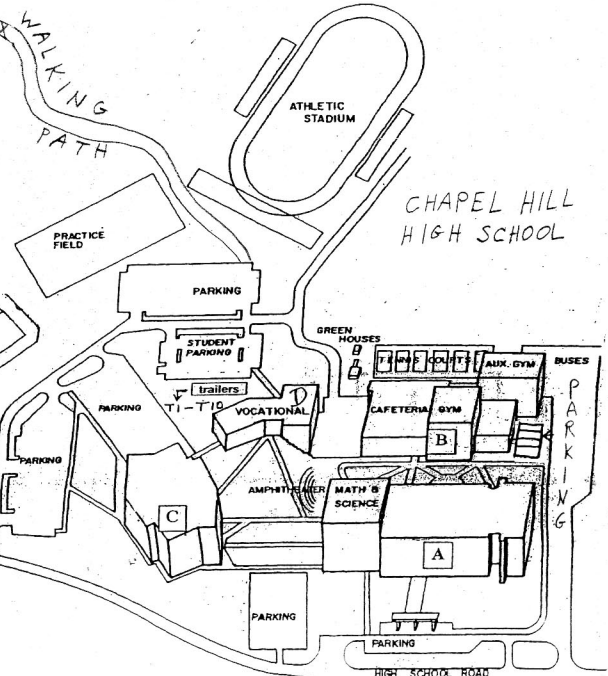 WALKING
PATH
ATHLETIC
STADIUM
CHAPEL HILL
HIGH SCHOOL
PRACTICE
FIELD
PARKING
STUDENT
PARKING
GREEN
HOUSES
TENNIS COURTS
AUX. GYM
BUSES
PARKING
trailers
T1-T10
D
VOCATIONAL
CAFETERIA
GYM
B
PARKING
PARKING
AMPHITHEATER
MATH &
SCIENCE
C
A
PARKING
PARKING
HIGH SCHOOL ROAD